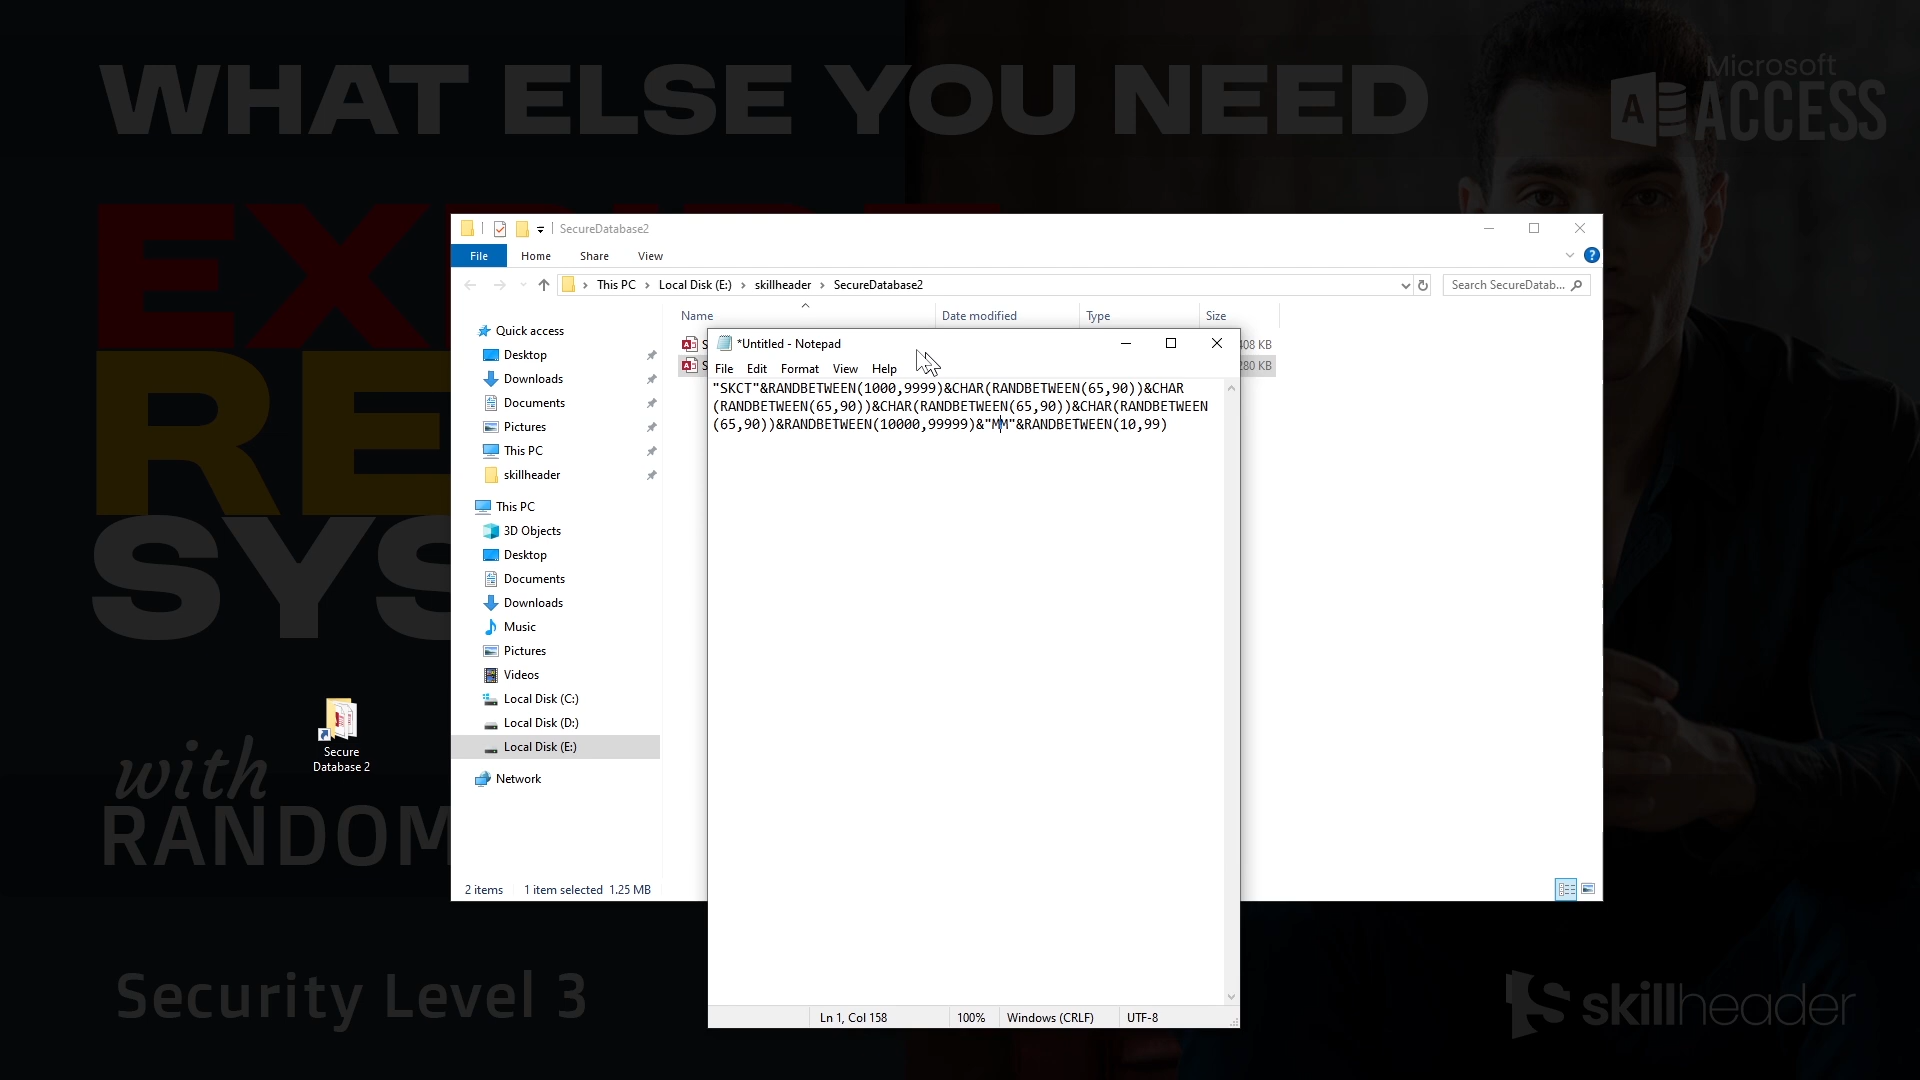 WHAT ELSE YOU NEED
Microsoft
ACCESS
RE
SYS
with
RANDOM
Security Level 3
skillheader
Secure
Database 2
SecureDatabase2
File
Home
Share
View
This PC
Local Disk (E:)
skillheader
SecureDatabase2
Search SecureDatab...
Name
Date modified
Type
Size
408 KB
280 KB
Quick access
Desktop
Downloads
Documents
Pictures
This PC
skillheader
This PC
3D Objects
Desktop
Documents
Downloads
Music
Pictures
Videos
Local Disk (C:)
Local Disk (D:)
Local Disk (E:)
Network
2 items
1 item selected 1.25 MB
*Untitled - Notepad
File Edit Format View Help
"SKCT"&RANDBETWEEN(1000,9999)&CHAR(RANDBETWEEN(65,90))&CHAR
(RANDBETWEEN(65,90))&CHAR(RANDBETWEEN(65,90))&CHAR(RANDBETWEEN
(65,90))&RANDBETWEEN(10000,99999)&"MM"&RANDBETWEEN(10,99)
Ln 1, Col 158
100%
Windows (CRLF)
UTF-8